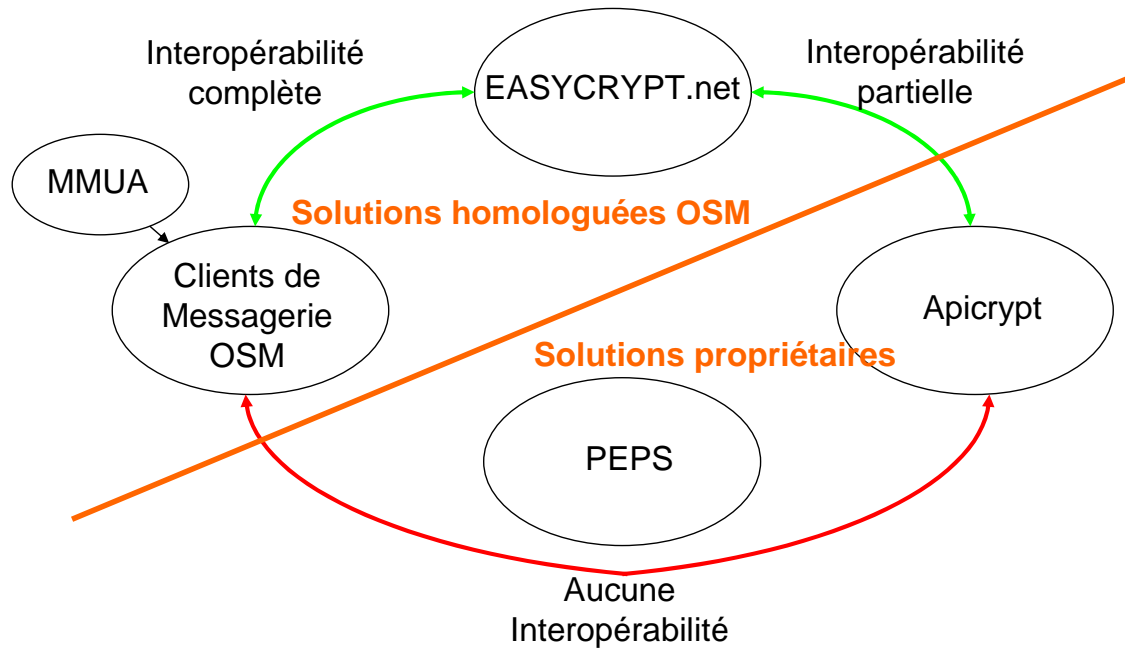 Interopérabilité
complète
EASYCRYPT.net
Interopérabilité
partielle
MMUA
Solutions homologuées OSM
Clients de
Messagerie
OSM
Apicrypt
Solutions propriétaires
PEPS
Aucune
Interopérabilité